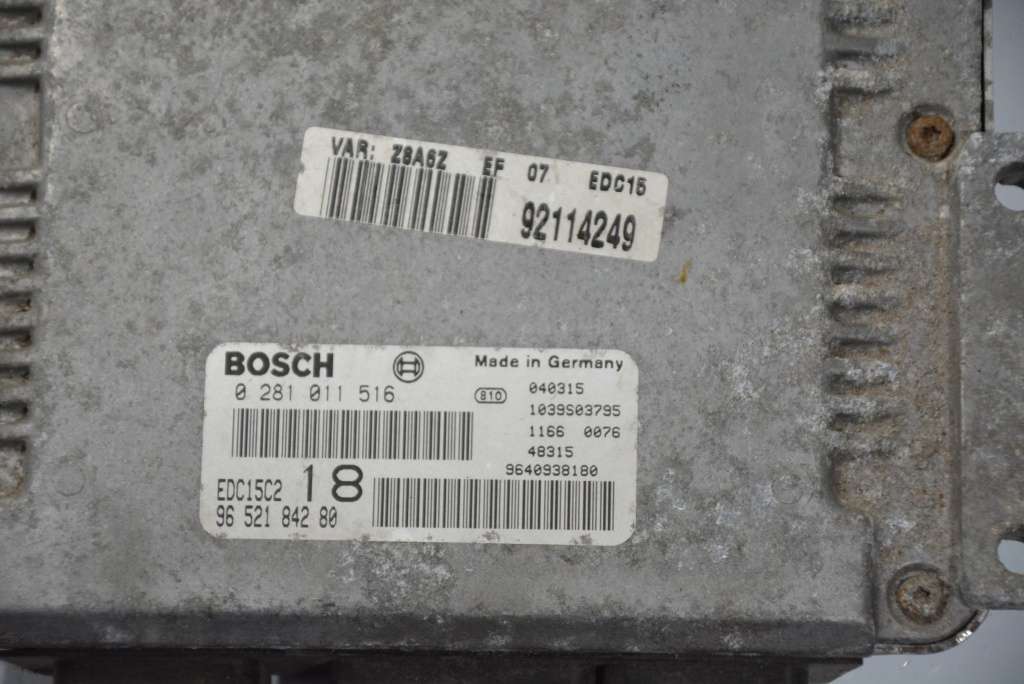 VAR: Z8A6Z EF 07 EDC15
92114249
BOSCH Made in Germany
0 281 011 516 810 040315
1039S03795
1166 0076
48315
9640938180
EDC15C2 18
96 521 842 80